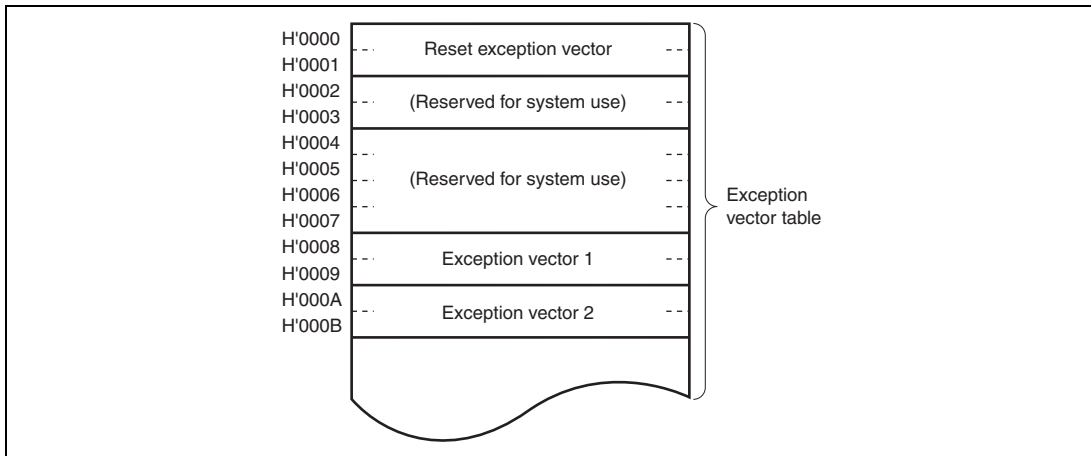 H'0000
H'0001
H'0002
H'0003
H'0004
H'0005
H'0006
H'0007
H'0008
H'0009
H'000A
H'000B
Reset exception vector
(Reserved for system use)
(Reserved for system use)
Exception vector 1
Exception vector 2
Exception
vector table